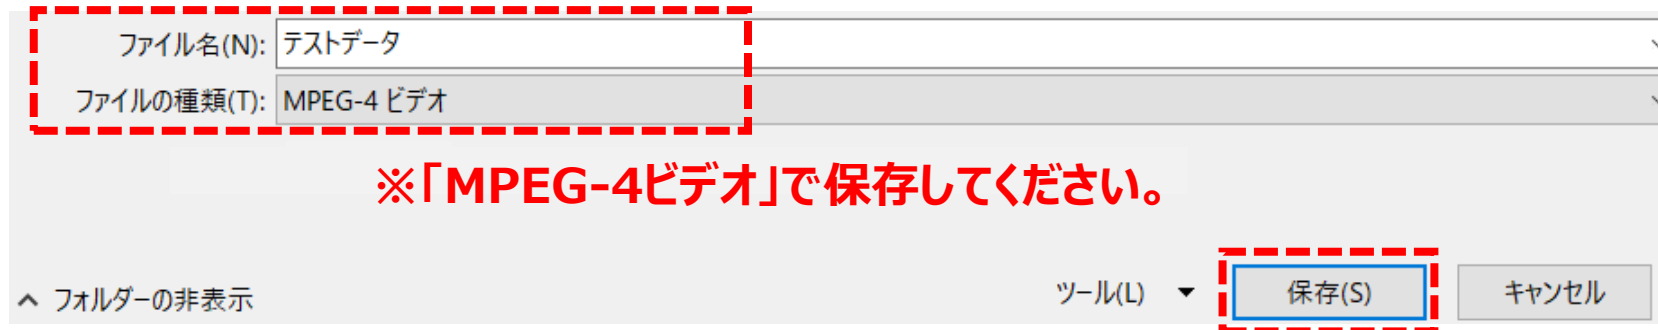 ファイル名(N): テストデータ
ファイルの種類(T): MPEG-4 ビデオ
※「MPEG-4ビデオ」で保存してください。
フォルダーの非表示 ツール(L) 保存(S) キャンセル